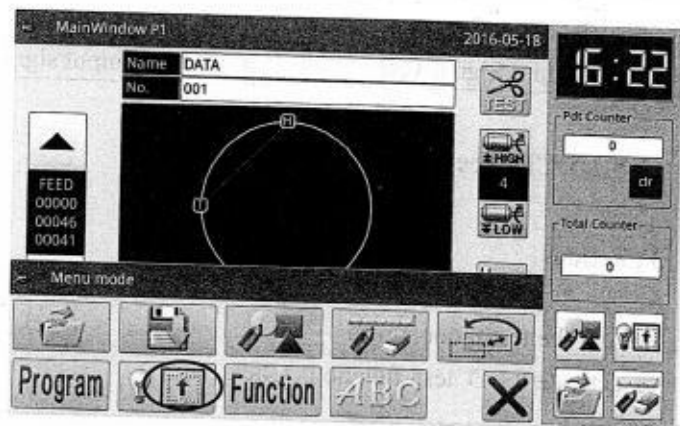 MainWindow P1
2016-05-18
16:22
Name DATA
No. 001
TEST
HIGH
4
LOW
FEED
00000
00046
00041
H
T
Pdt Counter
0
clr
Total Counter
0
Menu mode
Program
Function
ABC